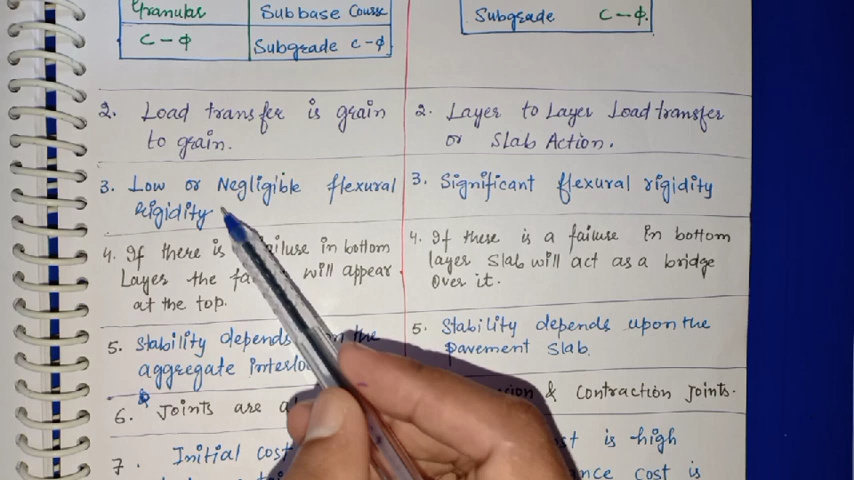 Granular Subbase Course
C-φ Subgrade C-φ
Subgrade C-φ.
2. Load transfer is grain
to grain.
3. Low or Negligible flexural
rigidity
4. If there is failure in bottom
Layer the will appear
at the top.
5. Stability depends the
aggregate
6. Joints are
7. Initial cost
2. Layer to Layer Load transfer
or Slab Action.
3. Significant flexural rigidity
4. If there is a failure in bottom
layer slab will act as a bridge
over it.
5. Stability depends upon the
pavement slab.
& contraction joints.
is high
cost is